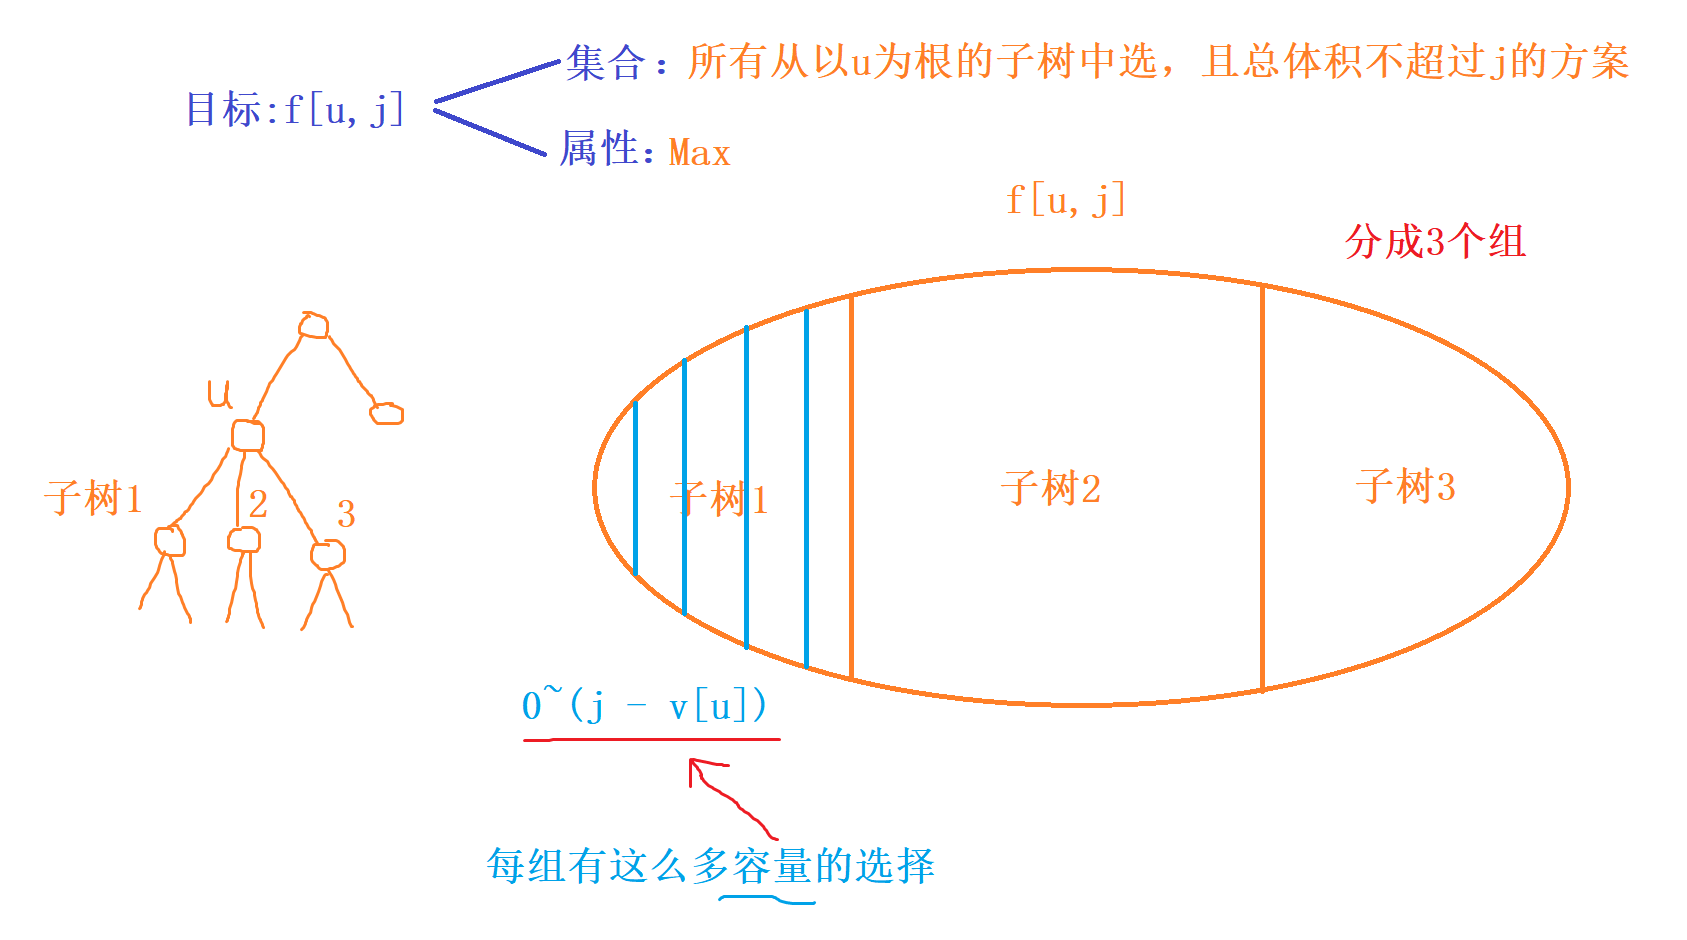 集合：所有从以u为根的子树中选，且总体积不超过j的方案
目标:f[u,j]
属性：Max
f[u,j]
分成3个组
u
子树1
2
3
子树1
子树2
子树3
0~(j - v[u])
每组有这么多容量的选择